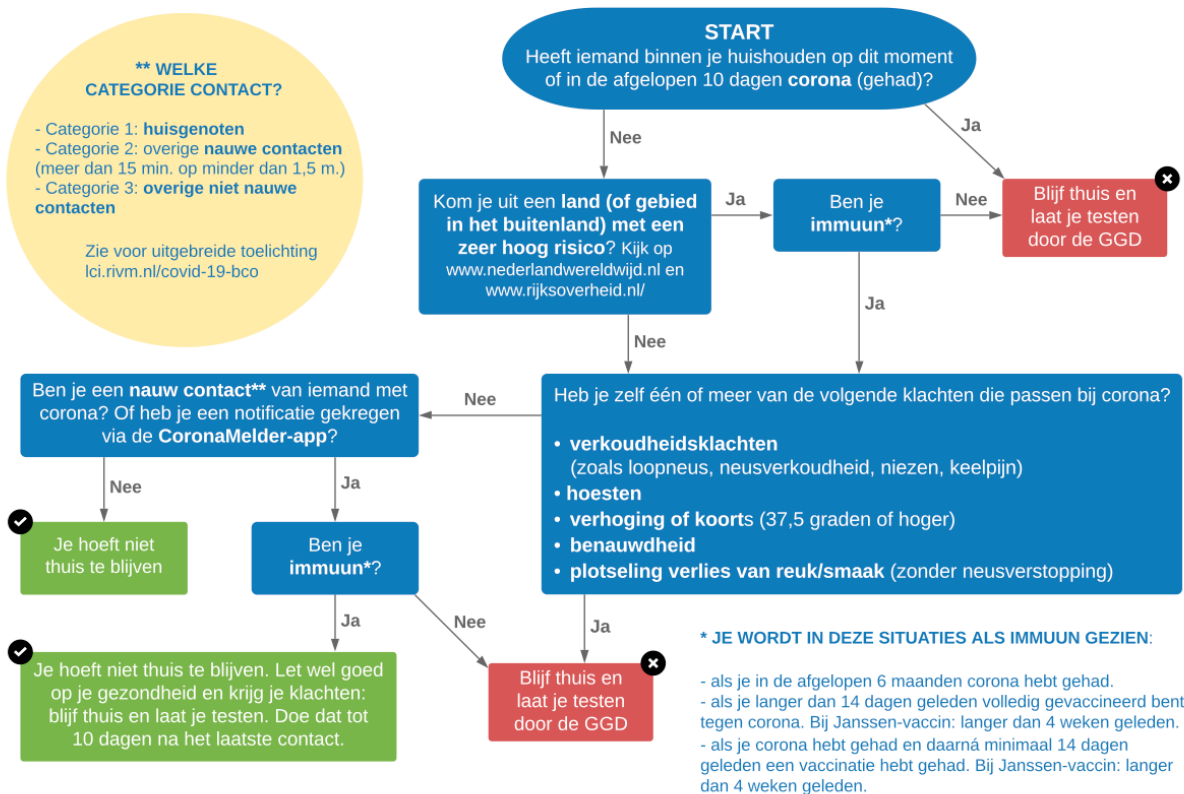 ** WELKE
CATEGORIE CONTACT?
- Categorie 1: huisgenoten
- Categorie 2: overige nauwe contacten
(meer dan 15 min. op minder dan 1,5 m.)
- Categorie 3: overige niet nauwe
contacten
Zie voor uitgebreide toelichting
lci.rivm.nl/covid-19-bco
START
Heeft iemand binnen je huishouden op dit moment
of in de afgelopen 10 dagen corona (gehad)?
Nee
Ja
Kom je uit een land (of gebied
in het buitenland) met een
zeer hoog risico? Kijk op
www.nederlandwereldwijd.nl en
www.rijksoverheid.nl/
Ja
Ben je
immuun*?
Nee
Blijf thuis en
laat je testen
door de GGD
Nee
Ja
Ben je een nauw contact** van iemand met
corona? Of heb je een notificatie gekregen
via de CoronaMelder-app?
Nee
Heb je zelf één of meer van de volgende klachten die passen bij corona?
• verkoudheidsklachten
(zoals loopneus, neusverkoudheid, niezen, keelpijn)
• hoesten
• verhoging of koorts (37,5 graden of hoger)
• benauwdheid
• plotseling verlies van reuk/smaak (zonder neusverstopping)
Nee
Ja
Je hoeft niet
thuis te blijven
Ben je
immuun*?
Ja
Nee
Ja
Je hoeft niet thuis te blijven. Let wel goed
op je gezondheid en krijg je klachten:
blijf thuis en laat je testen. Doe dat tot
10 dagen na het laatste contact.
Blijf thuis en
laat je testen
door de GGD
* JE WORDT IN DEZE SITUATIES ALS IMMUUN GEZIEN:
- als je in de afgelopen 6 maanden corona hebt gehad.
- als je langer dan 14 dagen geleden volledig gevaccineerd bent
tegen corona. Bij Janssen-vaccin: langer dan 4 weken geleden.
- als je corona hebt gehad en daarná minimaal 14 dagen
geleden een vaccinatie hebt gehad. Bij Janssen-vaccin: langer
dan 4 weken geleden.